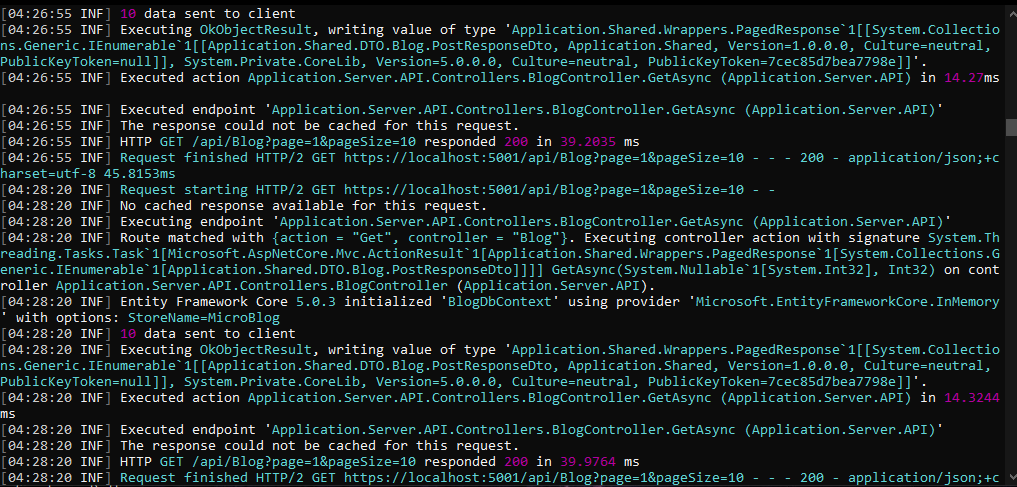 [04:26:55 INF] 10 data sent to client
[04:26:55 INF] Executing OkObjectResult, writing value of type 'Application.Shared.Wrappers.PagedResponse`1[[System.Collectio
ns.Generic.IEnumerable`1[[Application.Shared.DTO.Blog.PostResponseDto, Application.Shared, Version=1.0.0.0, Culture=neutral,
PublicKeyToken=null]], System.Private.CoreLib, Version=5.0.0.0, Culture=neutral, PublicKeyToken=7cec85d7bea7798e]]'.
[04:26:55 INF] Executed action Application.Server.API.Controllers.BlogController.GetAsync (Application.Server.API) in 14.27ms
[04:26:55 INF] Executed endpoint 'Application.Server.API.Controllers.BlogController.GetAsync (Application.Server.API)'
[04:26:55 INF] The response could not be cached for this request.
[04:26:55 INF] HTTP GET /api/Blog?page=1&pageSize=10 responded 200 in 39.2035 ms
[04:26:55 INF] Request finished HTTP/2 GET https://localhost:5001/api/Blog?page=1&pageSize=10 - - - 200 - application/json;+c
harset=utf-8 45.8153ms
[04:28:20 INF] Request starting HTTP/2 GET https://localhost:5001/api/Blog?page=1&pageSize=10 - -
[04:28:20 INF] No cached response available for this request.
[04:28:20 INF] Executing endpoint 'Application.Server.API.Controllers.BlogController.GetAsync (Application.Server.API)'
[04:28:20 INF] Route matched with {action = "Get", controller = "Blog"}. Executing controller action with signature System.Th
reading.Tasks.Task`1[Microsoft.AspNetCore.Mvc.ActionResult`1[Application.Shared.Wrappers.PagedResponse`1[System.Collections.G
eneric.IEnumerable`1[Application.Shared.DTO.Blog.PostResponseDto]]]] GetAsync(System.Nullable`1[System.Int32], Int32) on cont
roller Application.Server.API.Controllers.BlogController (Application.Server.API).
[04:28:20 INF] Entity Framework Core 5.0.3 initialized 'BlogDbContext' using provider 'Microsoft.EntityFrameworkCore.InMemory
' with options: StoreName=MicroBlog
[04:28:20 INF] 10 data sent to client
[04:28:20 INF] Executing OkObjectResult, writing value of type 'Application.Shared.Wrappers.PagedResponse`1[[System.Collectio
ns.Generic.IEnumerable`1[[Application.Shared.DTO.Blog.PostResponseDto, Application.Shared, Version=1.0.0.0, Culture=neutral,
PublicKeyToken=null]], System.Private.CoreLib, Version=5.0.0.0, Culture=neutral, PublicKeyToken=7cec85d7bea7798e]]'.
[04:28:20 INF] Executed action Application.Server.API.Controllers.BlogController.GetAsync (Application.Server.API) in 14.3244
ms
[04:28:20 INF] Executed endpoint 'Application.Server.API.Controllers.BlogController.GetAsync (Application.Server.API)'
[04:28:20 INF] The response could not be cached for this request.
[04:28:20 INF] HTTP GET /api/Blog?page=1&pageSize=10 responded 200 in 39.9764 ms
[04:28:20 INF] Request finished HTTP/2 GET https://localhost:5001/api/Blog?page=1&pageSize=10 - - - 200 - application/json;+c